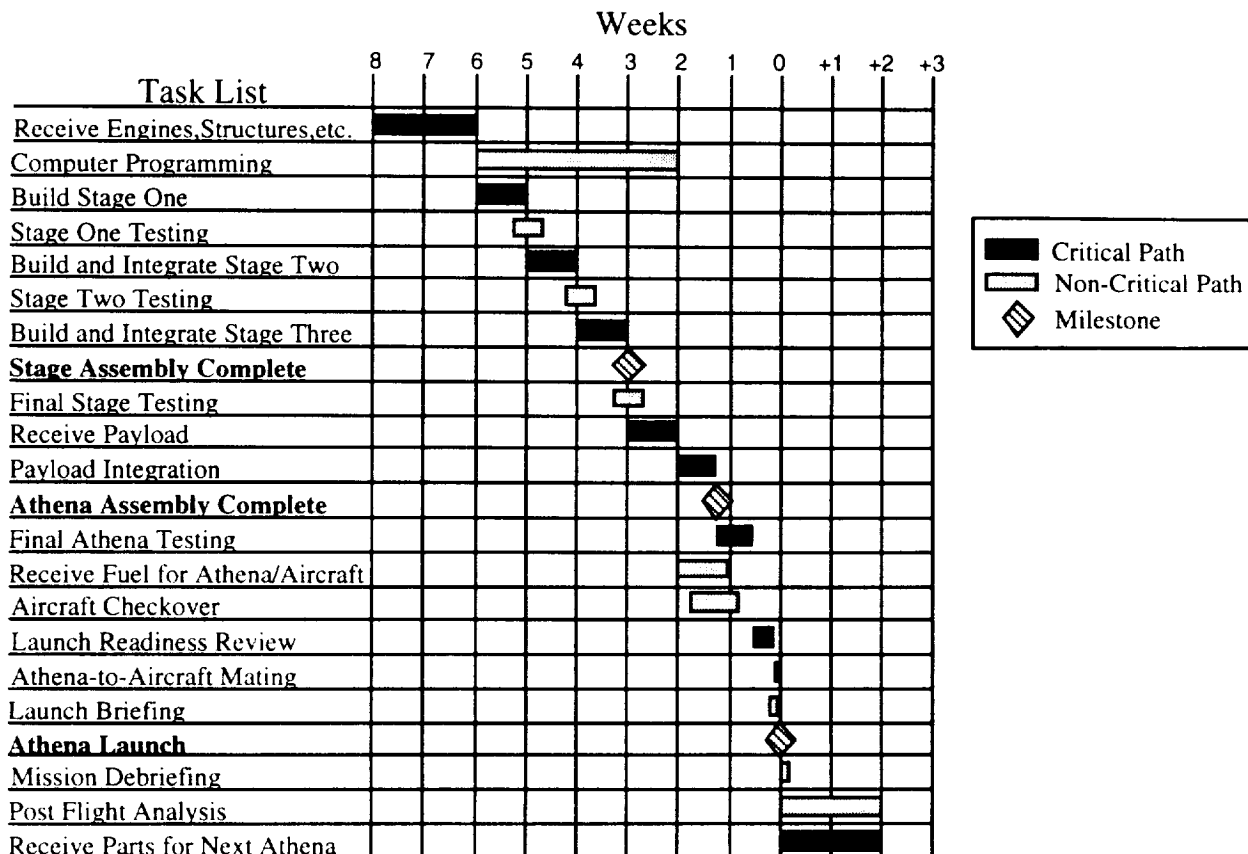 Weeks
8 7 6 5 4 3 2 1 0 +1 +2 +3
Task List
Receive Engines,Structures,etc.
Computer Programming
Build Stage One
Stage One Testing
Build and Integrate Stage Two
Stage Two Testing
Build and Integrate Stage Three
Stage Assembly Complete
Final Stage Testing
Receive Payload
Payload Integration
Athena Assembly Complete
Final Athena Testing
Receive Fuel for Athena/Aircraft
Aircraft Checkover
Launch Readiness Review
Athena-to-Aircraft Mating
Launch Briefing
Athena Launch
Mission Debriefing
Post Flight Analysis
Receive Parts for Next Athena
Critical Path
Non-Critical Path
Milestone